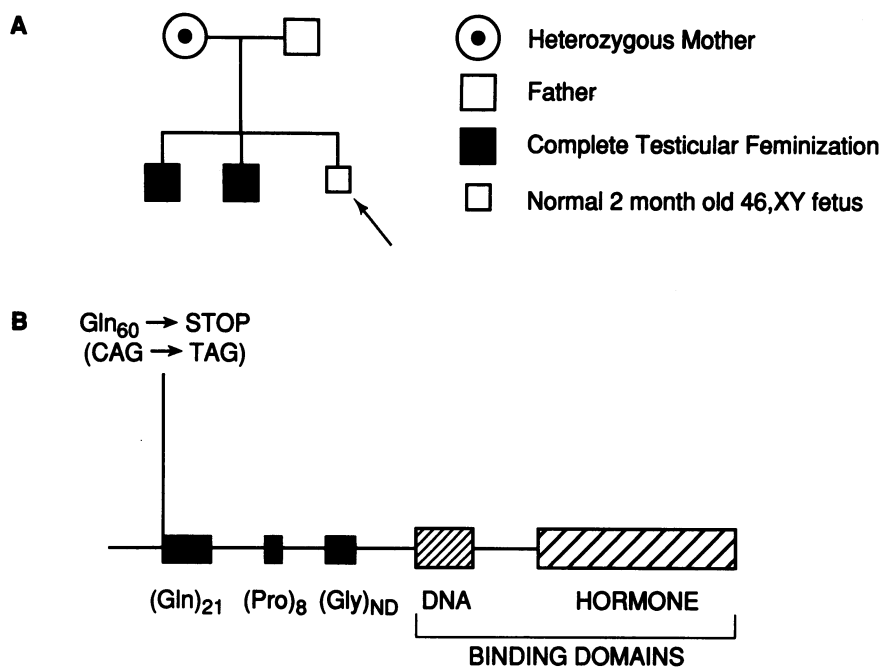 A
Heterozygous Mother
Father
Complete Testicular Feminization
Normal 2 month old 46,XY fetus
B
Gln60 → STOP
(CAG → TAG)
(Gln)21 (Pro)8 (Gly)ND DNA HORMONE
BINDING DOMAINS